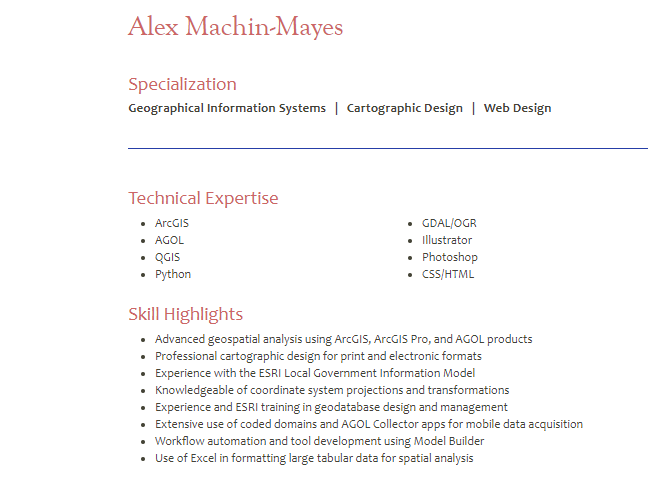 Alex Machin-Mayes
Specialization
Geographical Information Systems | Cartographic Design | Web Design
Technical Expertise
• ArcGIS
• AGOL
• QGIS
• Python
• GDAL/OGR
• Illustrator
• Photoshop
• CSS/HTML
Skill Highlights
• Advanced geospatial analysis using ArcGIS, ArcGIS Pro, and AGOL products
• Professional cartographic design for print and electronic formats
• Experience with the ESRI Local Government Information Model
• Knowledgeable of coordinate system projections and transformations
• Experience and ESRI training in geodatabase design and management
• Extensive use of coded domains and AGOL Collector apps for mobile data acquisition
• Workflow automation and tool development using Model Builder
• Use of Excel in formatting large tabular data for spatial analysis